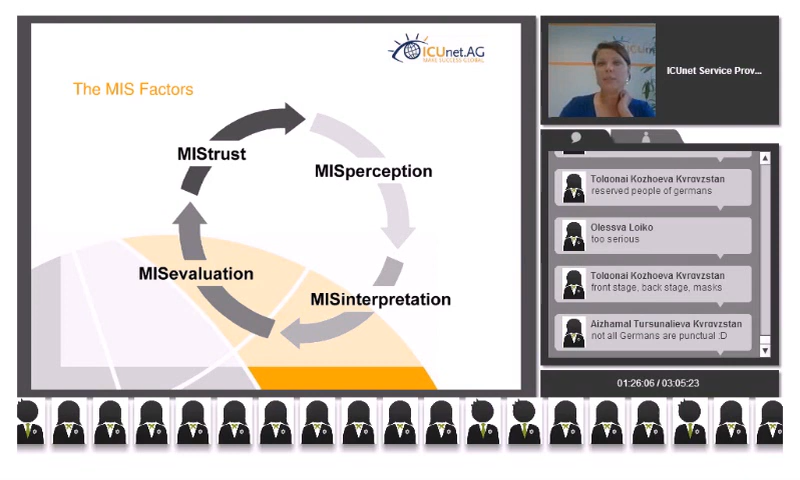 ICUnet.AG
MAKE SUCCESS GLOBAL
The MIS Factors
MIStrust
MISperception
MISevaluation
MISinterpretation
ICUnet Service Prov...
Tolgonai Kozhoeva Kyrgyzstan
reserved people of germans
Olessya Loiko
too serious
Tolgonai Kozhoeva Kyrgyzstan
front stage, back stage, masks
Aizhamal Tursunalieva Kyrgyzstan
not all Germans are punctual :D
01:26:06 / 03:05:23